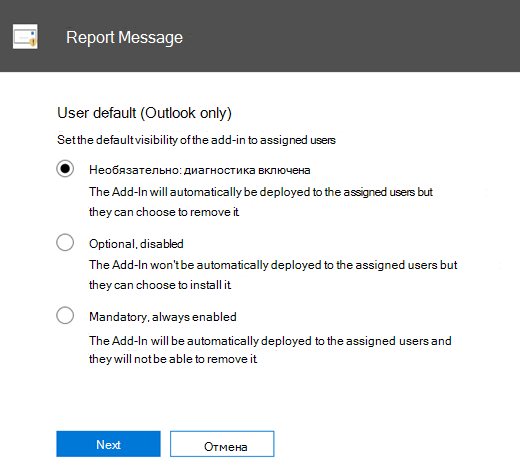 Report Message
User default (Outlook only)
Set the default visibility of the add-in to assigned users
Необязательно: диагностика включена
The Add-In will automatically be deployed to the assigned users but
they can choose to remove it.
Optional, disabled
The Add-In won't be automatically deployed to the assigned users but
they can choose to install it.
Mandatory, always enabled
The Add-In will be automatically deployed to the assigned users and
they will not be able to remove it.
Next
Отмена